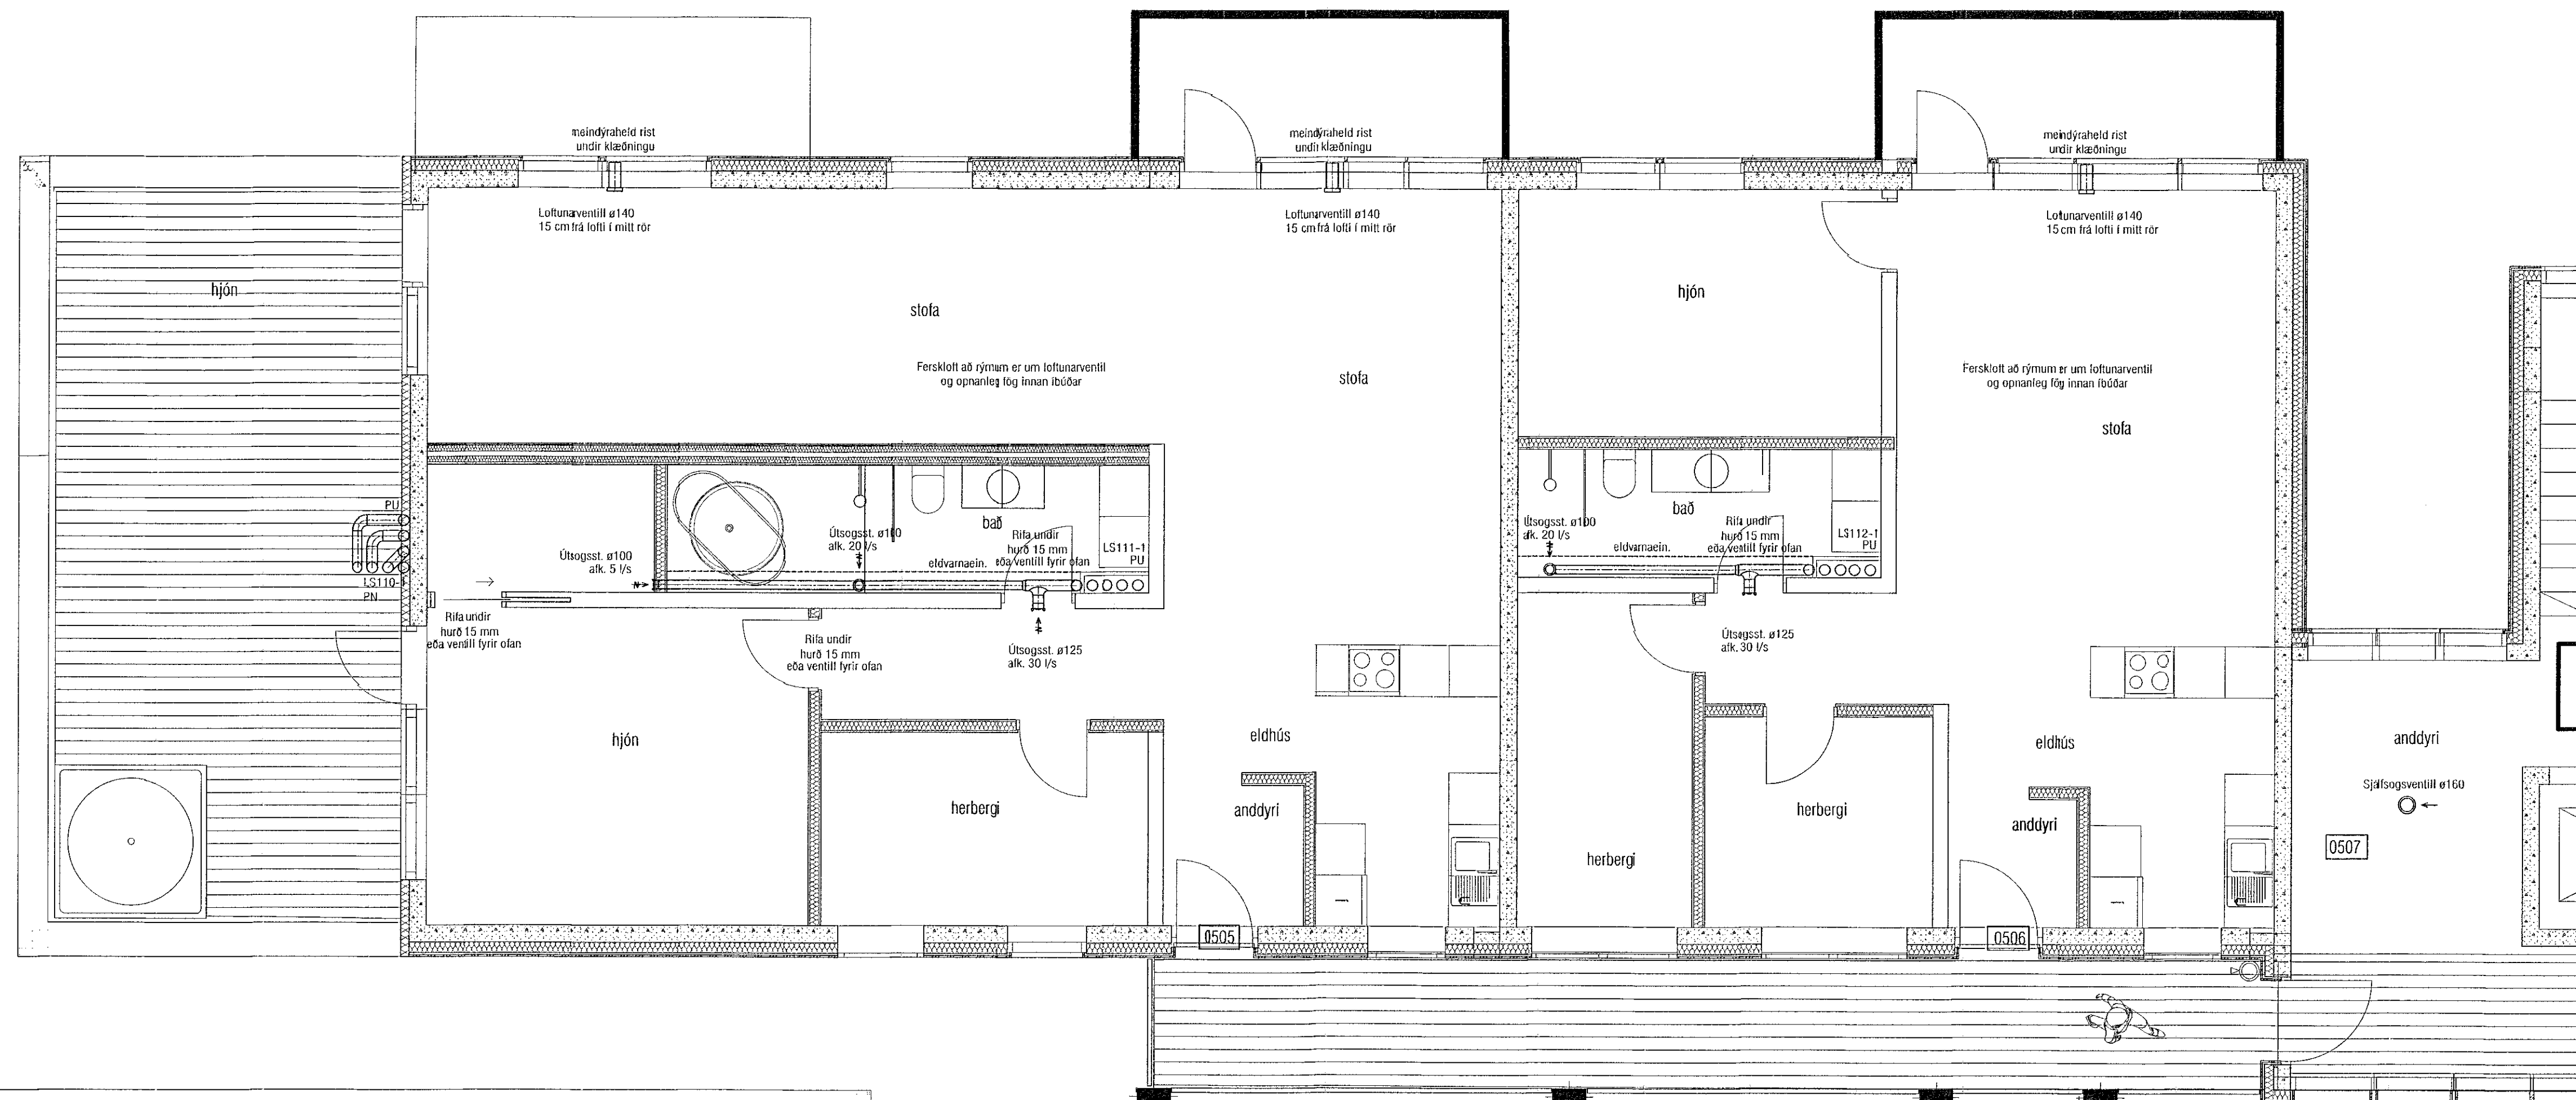 meindýraheld rist
undir klæðningu
meindýraheld rist
undir klæðningu
meindýraheld rist
undir klæðningu
Loftunarventill ø140
15 cm frá lofti í mitt rör
Loftunarventill ø140
15 cm frá lofti í mitt rör
Loftunarventill ø140
15 cm frá lofti í mitt rör
hjón
stofa
hjón
Ferskloft að rýmum er um loftunarventil
og opnanleg fög innan íbúðar
stofa
Ferskloft að rýmum er um loftunarventil
og opnanleg fög innan íbúðar
stofa
PU
LS110-
PN
Útsogsst. ø100
afk. 5 l/s
Útsogsst. ø100
afk. 20 l/s
bað
Rifa undir
hurð 15 mm
eða ventill fyrir ofan
eldvarnaein.
LS111-1
PU
Útsogsst. ø100
afk. 20 l/s
bað
eldvarnaein.
Rifa undir
hurð 15 mm
eða ventill fyrir ofan
LS112-1
PU
Rifa undir
hurð 15 mm
eða ventill fyrir ofan
Rifa undir
hurð 15 mm
eða ventill fyrir ofan
Útsogsst. ø125
afk. 30 l/s
Útsogsst. ø125
afk. 30 l/s
hjón
herbergi
eldhús
anddyri
herbergi
herbergi
eldhús
anddyri
anddyri
Sjálfsogsventill ø160
0507
0505
0506